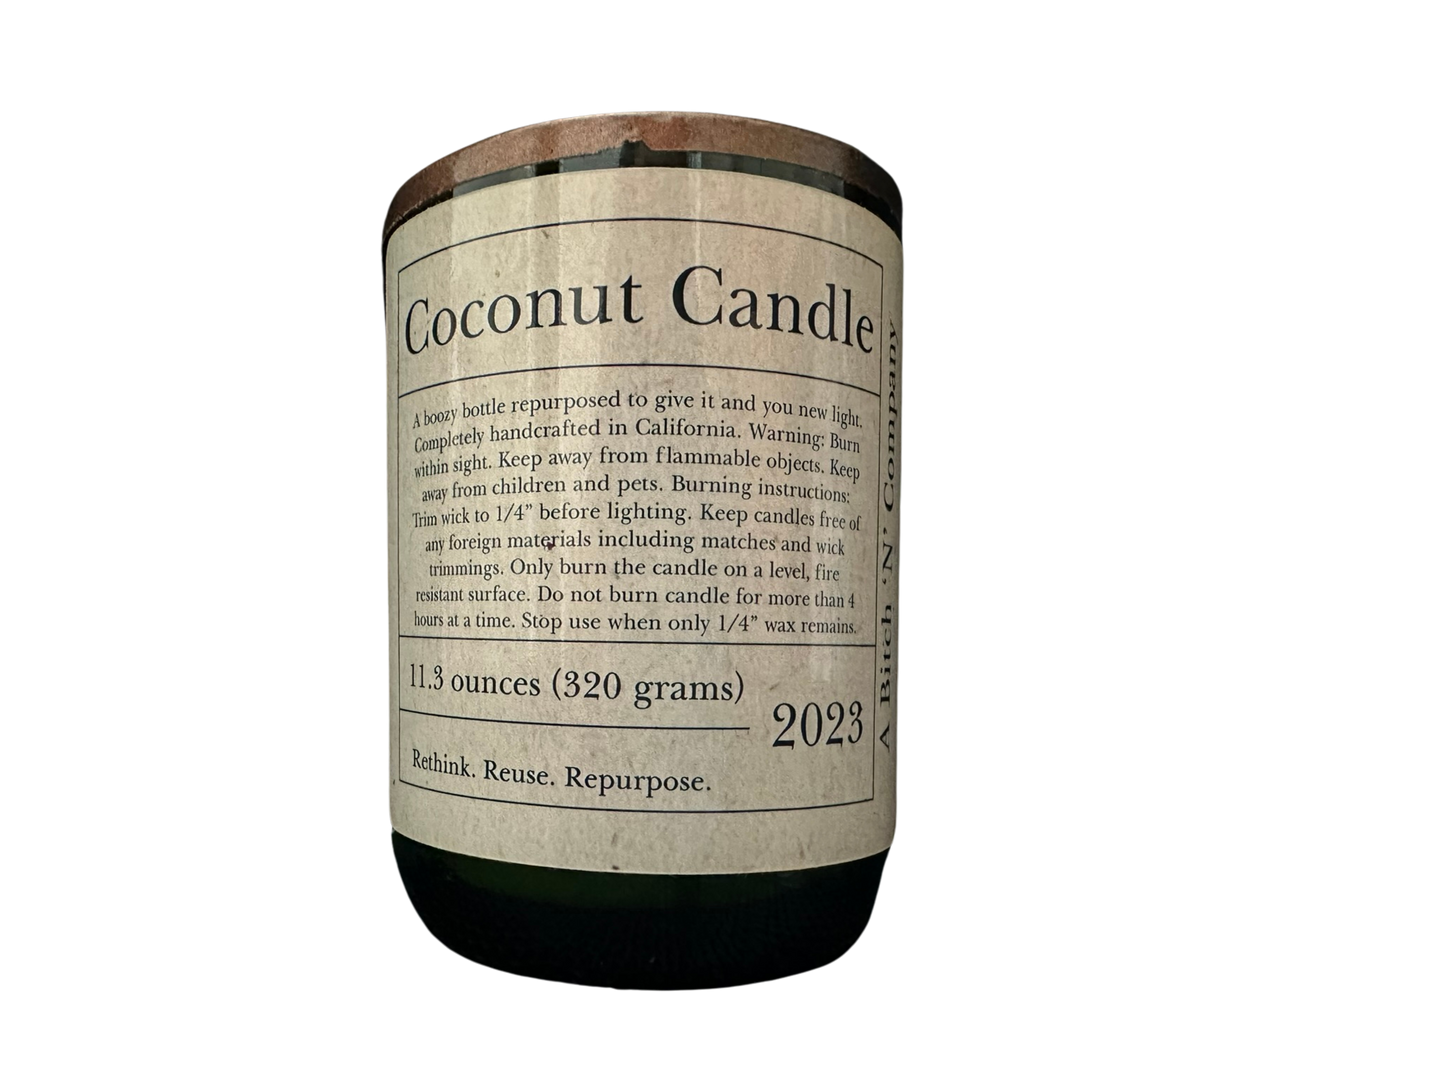 Coconut Candle
A boozy bottle repurposed to give it and you new light.
Completely handcrafted in California. Warning: Burn
within sight. Keep away from flammable objects. Keep
away from children and pets. Burning instructions:
Trim wick to 1/4” before lighting. Keep candles free of
any foreign materials including matches and wick
trimmings. Only burn the candle on a level, fire
resistant surface. Do not burn candle for more than 4
hours at a time. Stop use when only 1/4” wax remains.
11.3 ounces (320 grams)
2023
Rethink. Reuse. Repurpose.
A Bitch ‘N’ Company